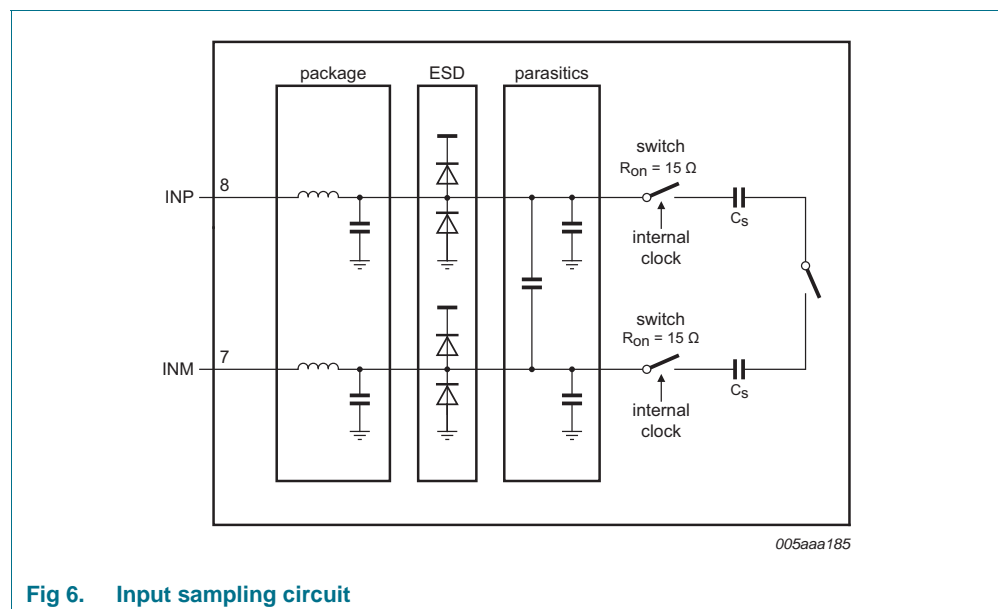 package
ESD
parasitics
switch
Ron = 15 Ω
INP
8
Cs
internal
clock
switch
Ron = 15 Ω
INM
7
Cs
internal
clock
005aaa185
Fig 6. Input sampling circuit